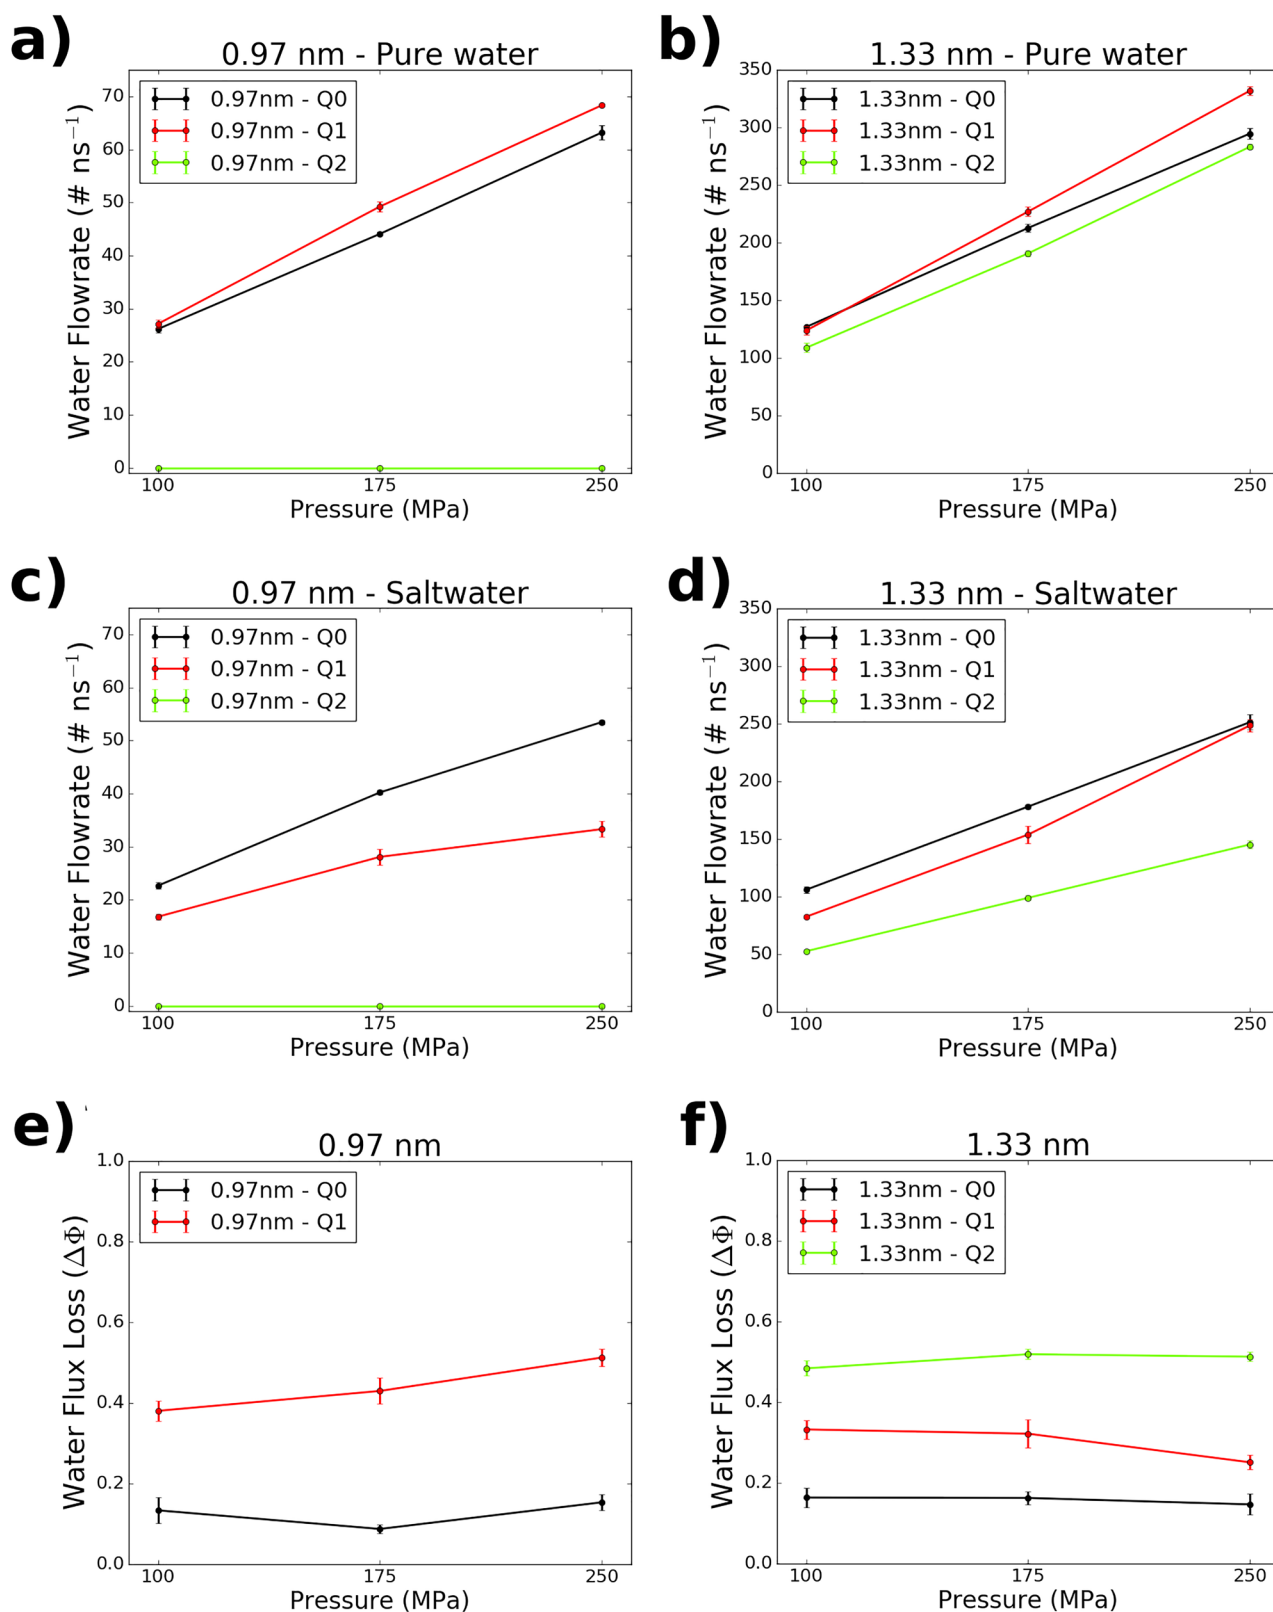 a)
0.97 nm - Pure water
0.97nm - Q0
0.97nm - Q1
0.97nm - Q2
Water Flowrate (# ns⁻¹)
70
60
50
40
30
20
10
0
100 175 250
Pressure (MPa)
b)
1.33 nm - Pure water
1.33nm - Q0
1.33nm - Q1
1.33nm - Q2
Water Flowrate (# ns⁻¹)
350
300
250
200
150
100
50
0
100 175 250
Pressure (MPa)
c)
0.97 nm - Saltwater
0.97nm - Q0
0.97nm - Q1
0.97nm - Q2
Water Flowrate (# ns⁻¹)
70
60
50
40
30
20
10
0
100 175 250
Pressure (MPa)
d)
1.33 nm - Saltwater
1.33nm - Q0
1.33nm - Q1
1.33nm - Q2
Water Flowrate (# ns⁻¹)
350
300
250
200
150
100
50
0
100 175 250
Pressure (MPa)
e)
0.97 nm
0.97nm - Q0
0.97nm - Q1
Water Flux Loss (ΔΦ)
1.0
0.8
0.6
0.4
0.2
0.0
100 175 250
Pressure (MPa)
f)
1.33 nm
1.33nm - Q0
1.33nm - Q1
1.33nm - Q2
Water Flux Loss (ΔΦ)
1.0
0.8
0.6
0.4
0.2
0.0
100 175 250
Pressure (MPa)